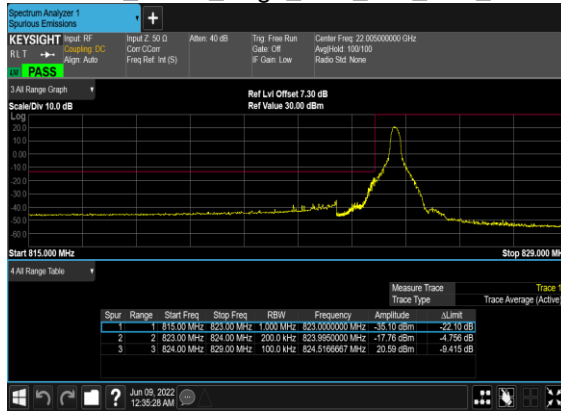 Spectrum Analyzer 1
Spurious Emissions
+
KEYSIGHT Input: RF Input Z: 50 Ω Atten: 40 dB Trig: Free Run Center Freq: 22.005000000 GHz
RL T Coupling: DC Corr CCorr Gate: Off Avg|Hold: 100/100
Align: Auto Freq Ref: Int (S) IF Gain: Low Radio Std: None
PASS
3 All Range Graph Ref Lvl Offset 7.30 dB
Scale/Div 10.0 dB Ref Value 30.00 dBm
Log
20.0
10.0
0.00
-10.0
-20.0
-30.0
-40.0
-50.0
-60.0
Start 815.000 MHz Stop 829.000 MHz
4 All Range Table
Measure Trace Trace 1
Trace Type Trace Average (Active)
Spur Range Start Freq Stop Freq RBW Frequency Amplitude ΔLimit
1 1 815.00 MHz 823.00 MHz 1.000 MHz 823.0000000 MHz -35.10 dBm -22.10 dB
2 2 823.00 MHz 824.00 MHz 200.0 kHz 823.9950000 MHz -17.76 dBm -4.756 dB
3 3 824.00 MHz 829.00 MHz 100.0 kHz 824.5166667 MHz 20.59 dBm -9.415 dB
? Jun 09, 2022
12:35:28 AM